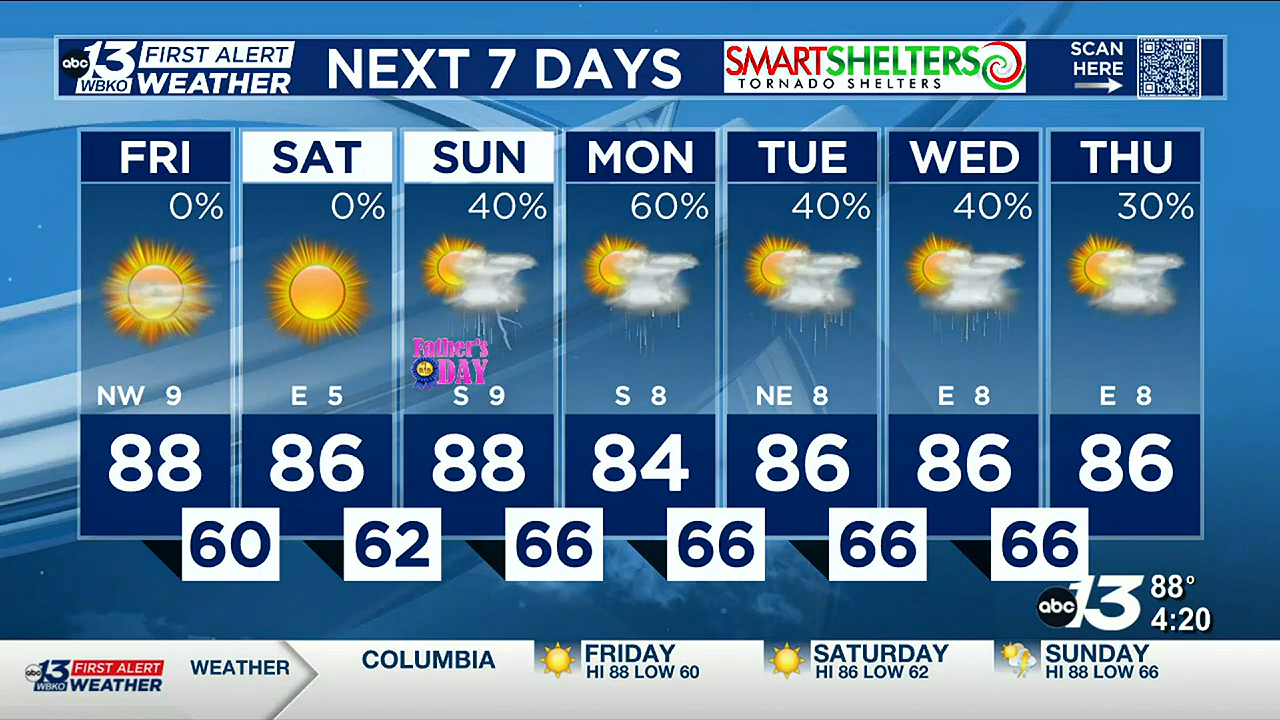 abc 13 WBKO FIRST ALERT WEATHER
NEXT 7 DAYS
SMARTSHELTERS
TORNADO SHELTERS
SCAN HERE
FRI SAT SUN MON TUE WED THU
0% 0% 40% 60% 40% 40% 30%
Father's
DAY
NW 9 E 5 S 9 S 8 NE 8 E 8 E 8
88 86 88 84 86 86 86
60 62 66 66 66 66
abc 13 88°
4:20
abc 13 WBKO FIRST ALERT WEATHER
WEATHER
COLUMBIA
FRIDAY
HI 88 LOW 60
SATURDAY
HI 86 LOW 62
SUNDAY
HI 88 LOW 66